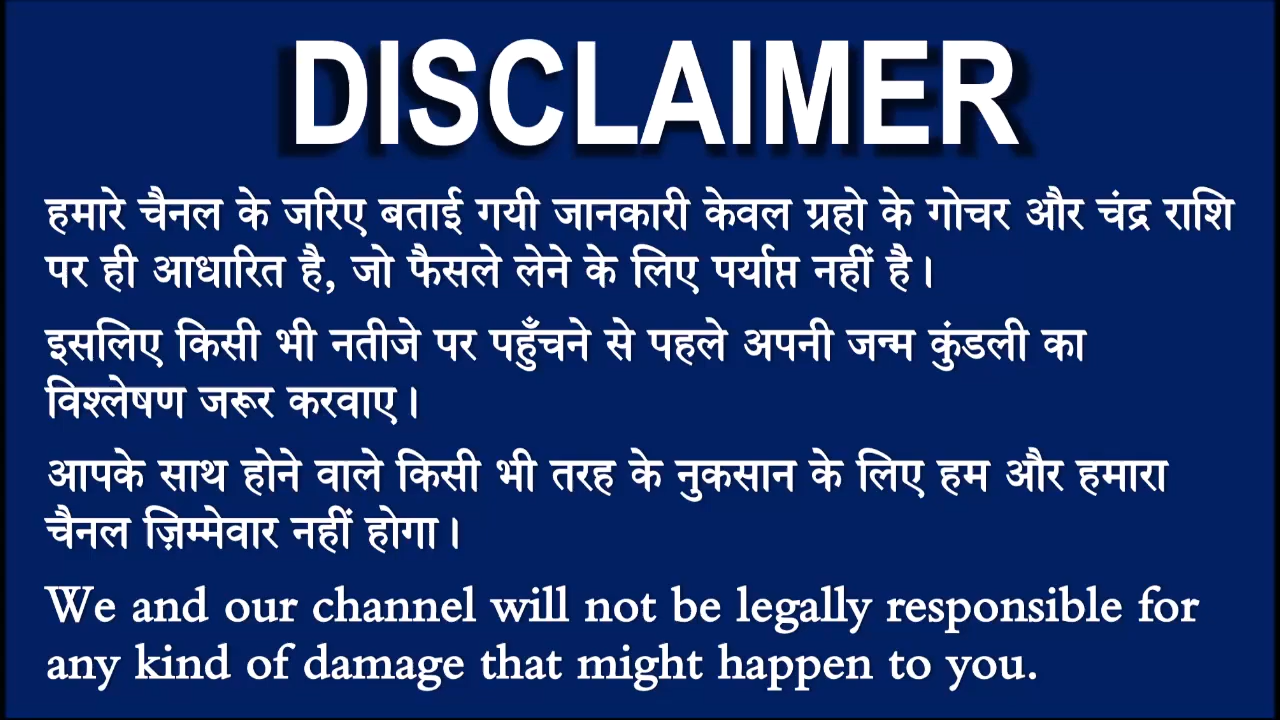 DISCLAIMER
हमारे चैनल के जरिए बताई गयी जानकारी केवल ग्रहो के गोचर और चंद्र राशि
पर ही आधारित है, जो फैसले लेने के लिए पर्याप्त नहीं है।
इसलिए किसी भी नतीजे पर पहुँचने से पहले अपनी जन्म कुंडली का
विश्लेषण जरूर करवाए।
आपके साथ होने वाले किसी भी तरह के नुकसान के लिए हम और हमारा
चैनल ज़िम्मेवार नहीं होगा।
We and our channel will not be legally responsible for
any kind of damage that might happen to you.